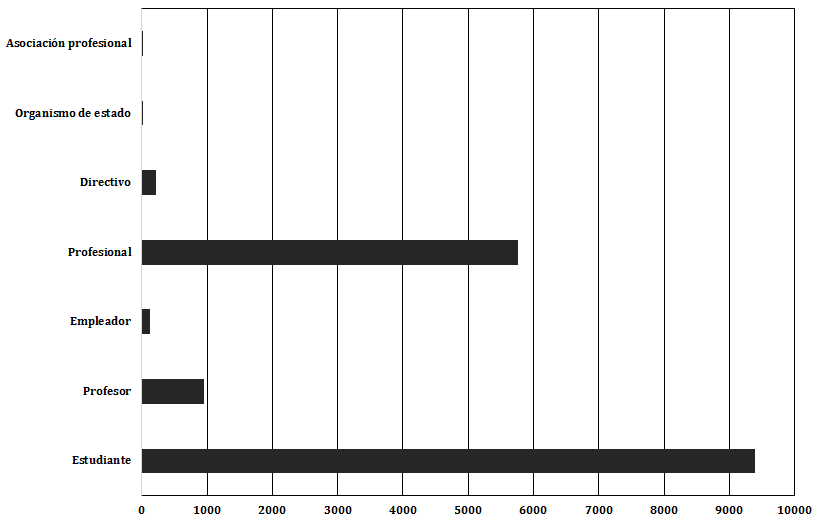 Asociación profesional
Organismo de estado
Directivo
Profesional
Empleador
Profesor
Estudiante
0 1000 2000 3000 4000 5000 6000 7000 8000 9000 10000